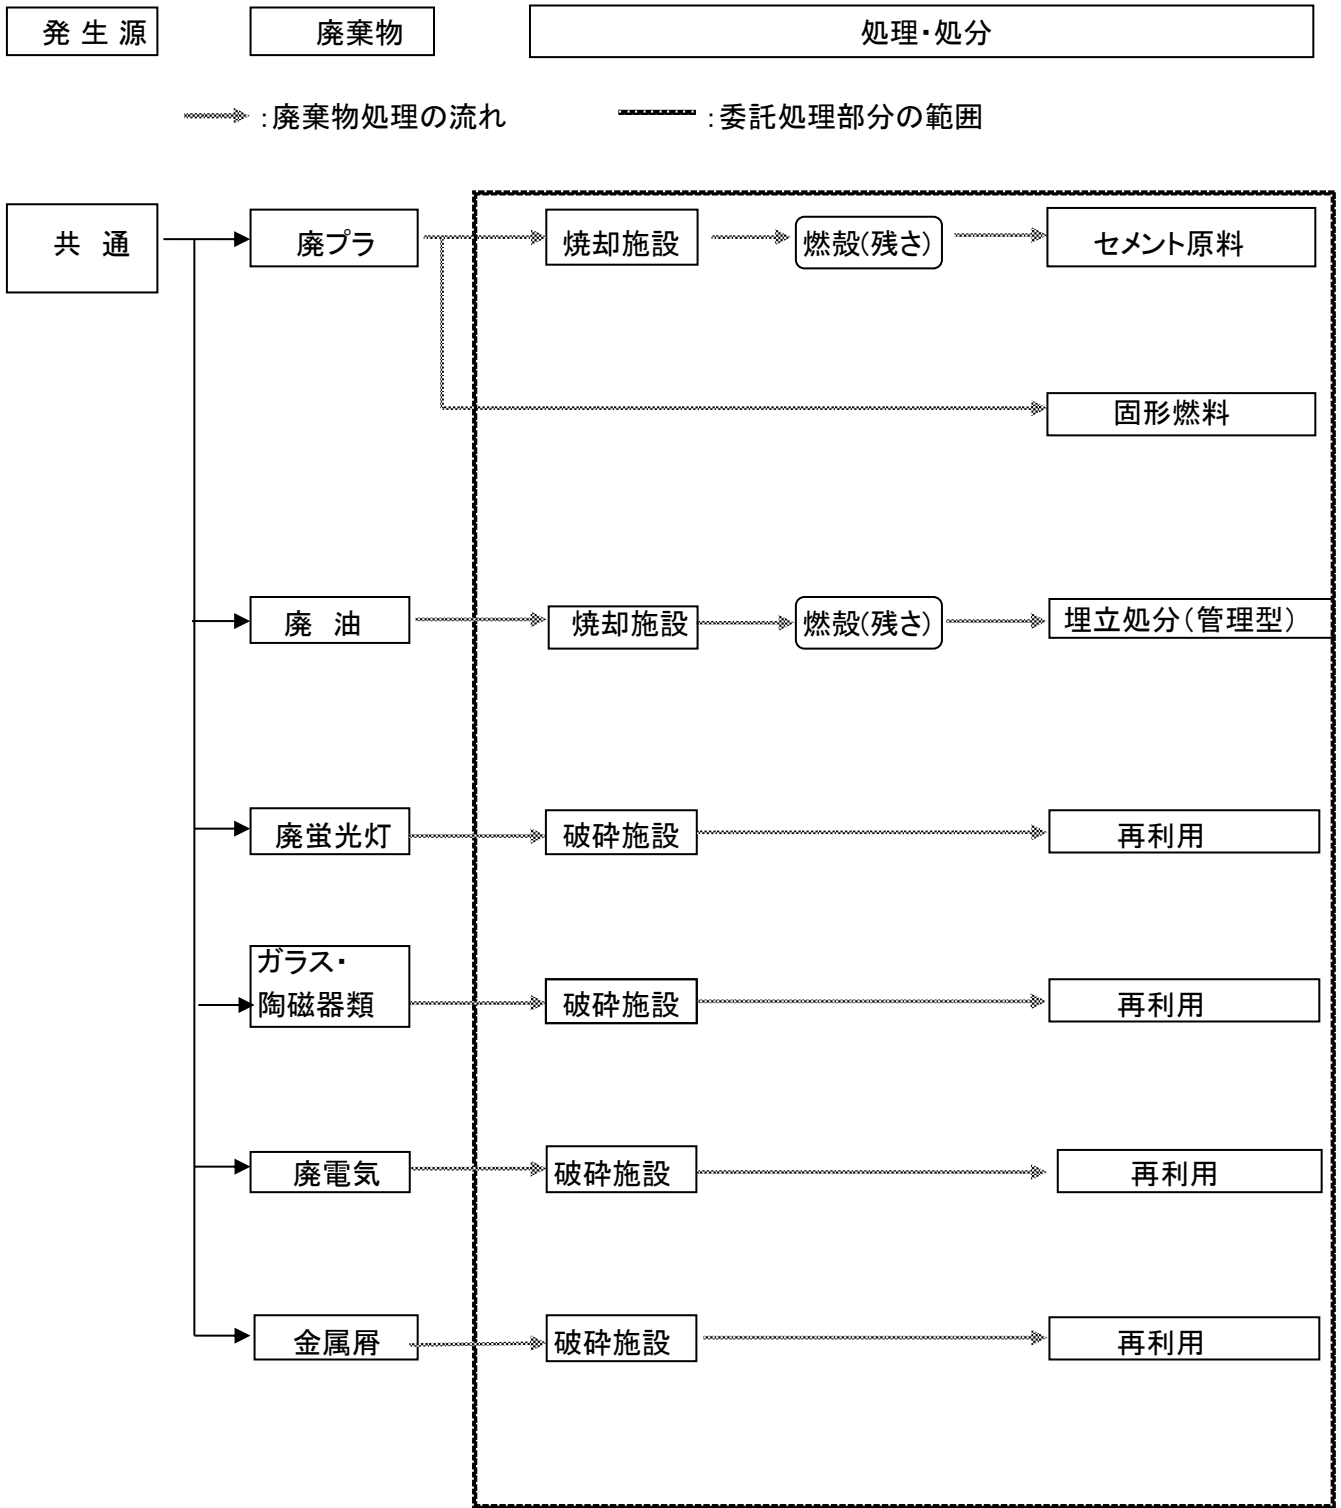 発 生 源
廃棄物
処理・処分
:廃棄物処理の流れ
:委託処理部分の範囲
共 通
廃プラ
焼却施設
燃殻(残さ)
セメント原料
固形燃料
廃 油
焼却施設
燃殻(残さ)
埋立処分(管理型)
廃蛍光灯
破砕施設
再利用
ガラス・
陶磁器類
破砕施設
再利用
廃電気
破砕施設
再利用
金属屑
破砕施設
再利用